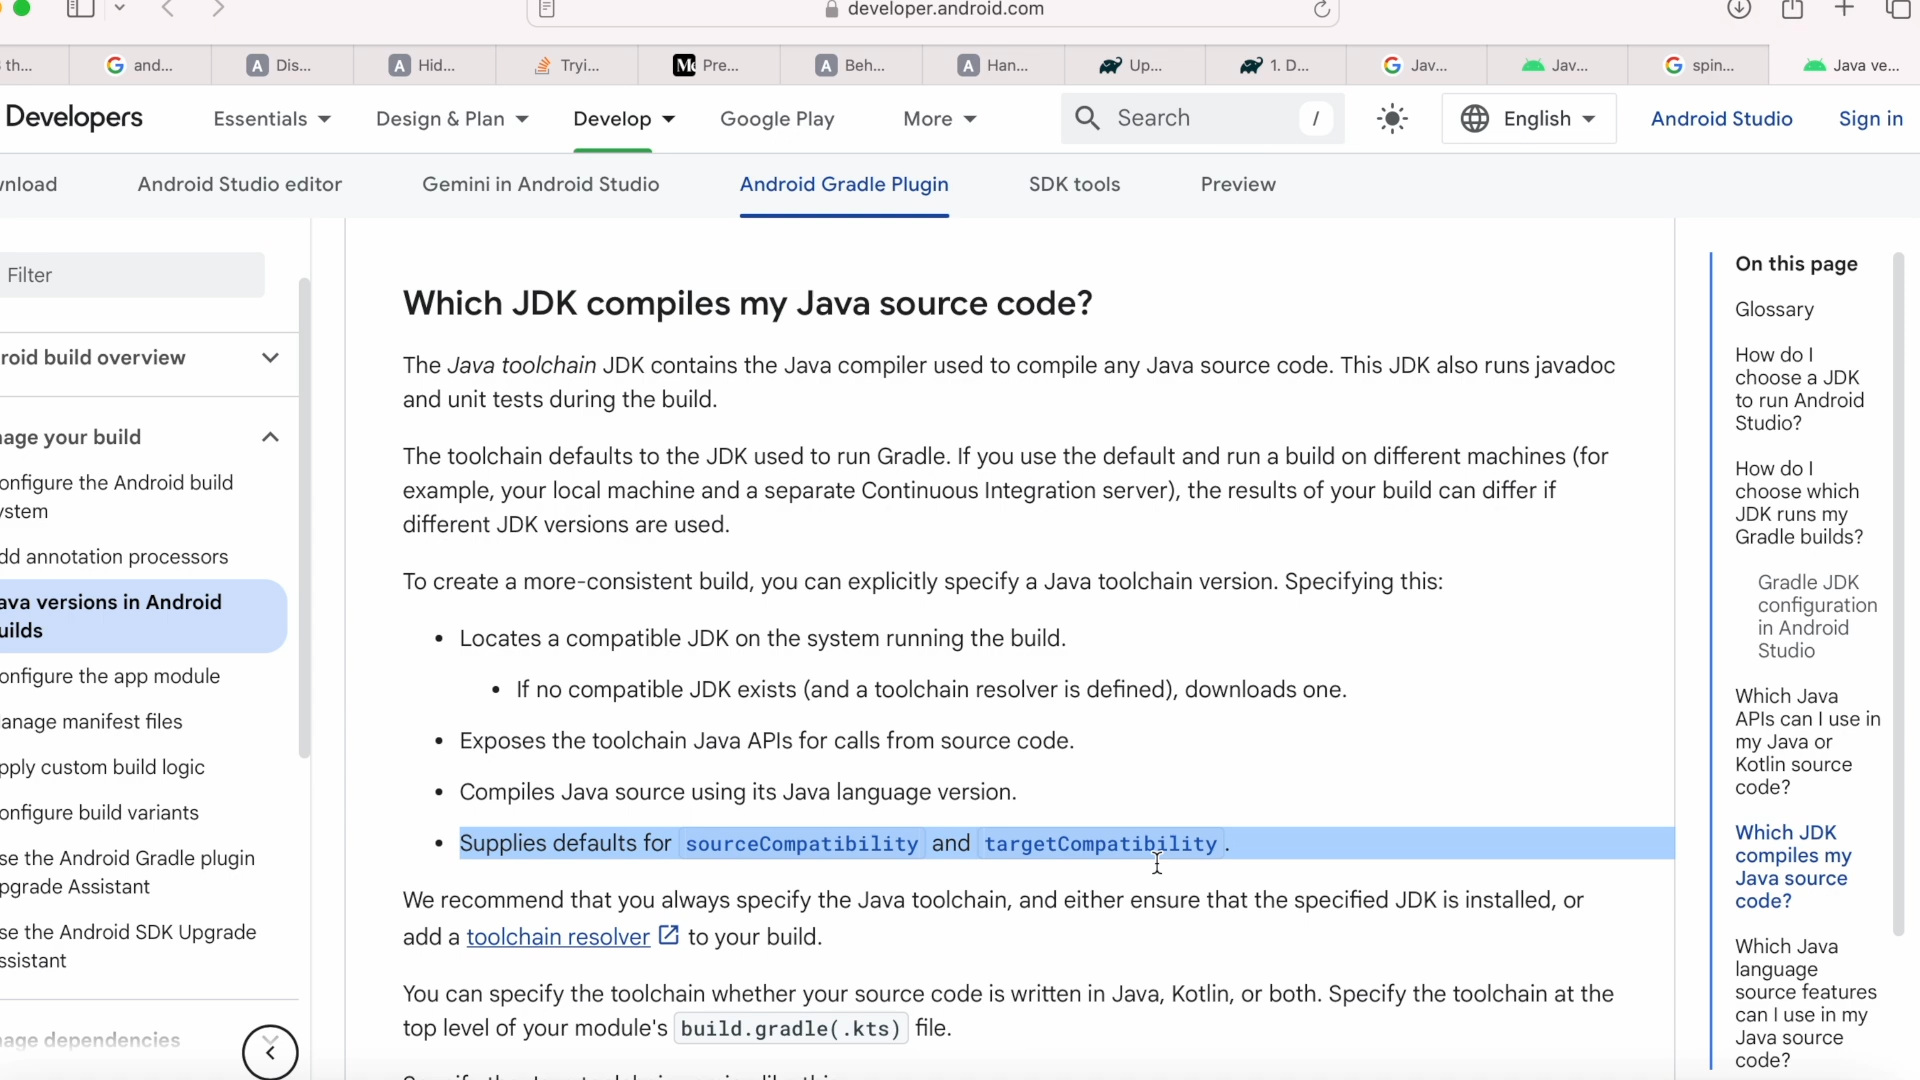 developer.android.com
th...
and...
Dis...
Hid...
Tryi...
Pre...
Beh...
Han...
Up...
1. D...
Jav...
Jav...
spin...
Java ve...
Developers
Essentials
Design & Plan
Develop
Google Play
More
Search
/
English
Android Studio
Sign in
wnload
Android Studio editor
Gemini in Android Studio
Android Gradle Plugin
SDK tools
Preview
Filter
roid build overview
nage your build
onfigure the Android build
ystem
dd annotation processors
ava versions in Android
uilds
onfigure the app module
anage manifest files
pply custom build logic
onfigure build variants
se the Android Gradle plugin
pgrade Assistant
se the Android SDK Upgrade
ssistant
nage dependencies
Which JDK compiles my Java source code?
The Java toolchain JDK contains the Java compiler used to compile any Java source code. This JDK also runs javadoc
and unit tests during the build.
The toolchain defaults to the JDK used to run Gradle. If you use the default and run a build on different machines (for
example, your local machine and a separate Continuous Integration server), the results of your build can differ if
different JDK versions are used.
To create a more-consistent build, you can explicitly specify a Java toolchain version. Specifying this:
• Locates a compatible JDK on the system running the build.
• If no compatible JDK exists (and a toolchain resolver is defined), downloads one.
• Exposes the toolchain Java APIs for calls from source code.
• Compiles Java source using its Java language version.
• Supplies defaults for sourceCompatibility and targetCompatibility.
We recommend that you always specify the Java toolchain, and either ensure that the specified JDK is installed, or
add a toolchain resolver to your build.
You can specify the toolchain whether your source code is written in Java, Kotlin, or both. Specify the toolchain at the
top level of your module's build.gradle(.kts) file.
On this page
Glossary
How do I
choose a JDK
to run Android
Studio?
How do I
choose which
JDK runs my
Gradle builds?
Gradle JDK
configuration
in Android
Studio
Which Java
APIs can I use in
my Java or
Kotlin source
code?
Which JDK
compiles my
Java source
code?
Which Java
language
source features
can I use in my
Java source
code?